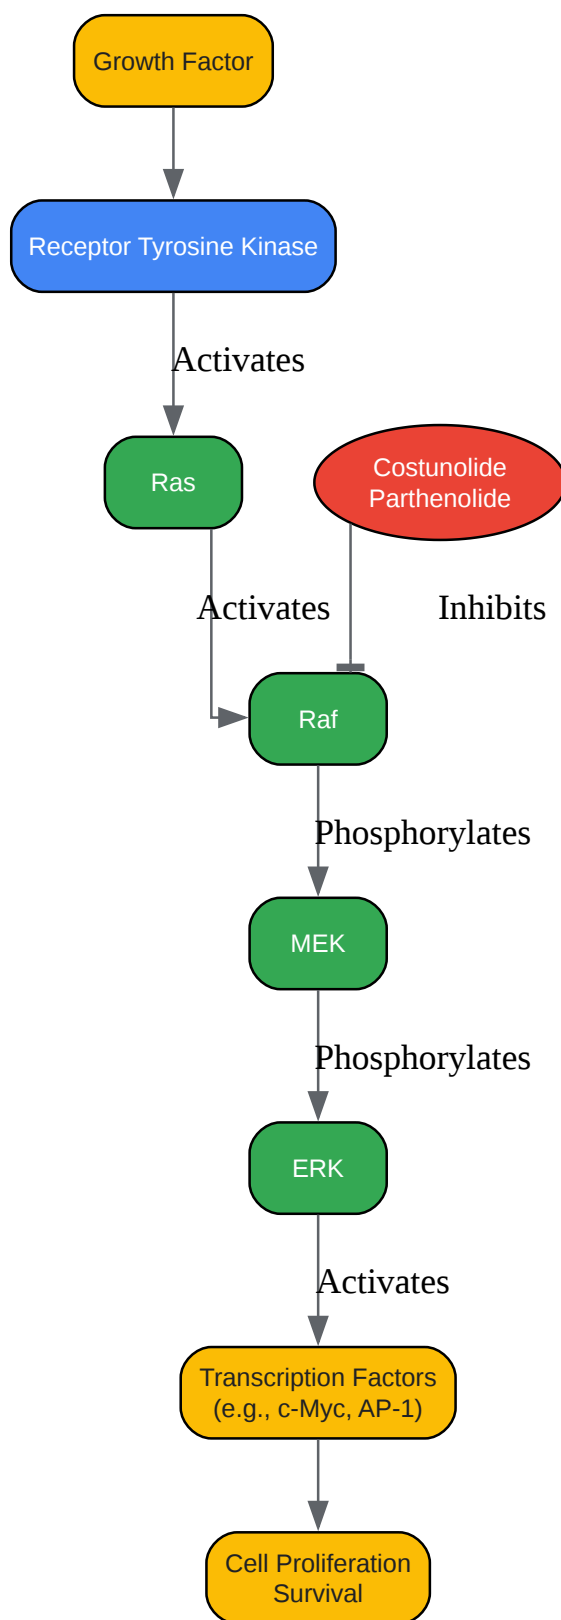 Growth Factor
Receptor Tyrosine Kinase
Activates
Ras
Costunolide
Parthenolide
Activates
Inhibits
Raf
Phosphorylates
MEK
Phosphorylates
ERK
Activates
Transcription Factors
(e.g., c-Myc, AP-1)
Cell Proliferation
Survival